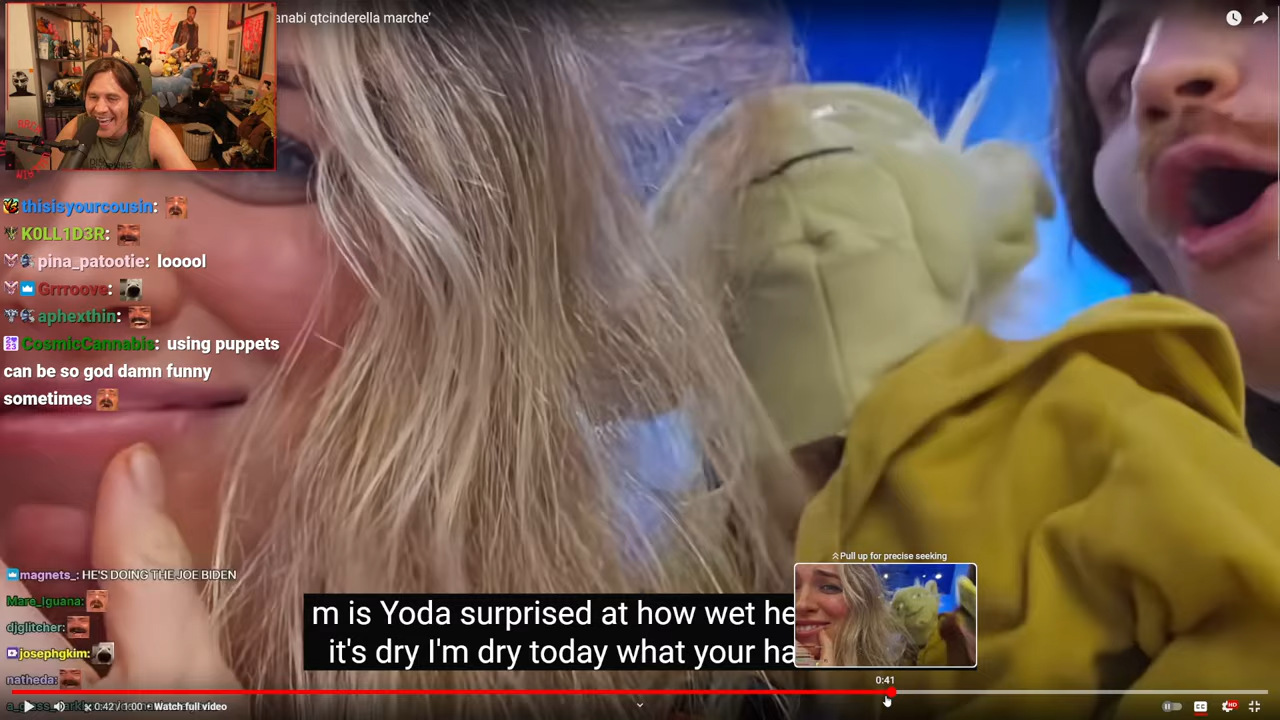 anabi qtcinderella marche'
thisisyourcousin:
K0LL1D3R:
pina_patootie: looool
Grrroove:
aphexthin:
CosmicCannabis: using puppets
can be so god damn funny
sometimes
magnets_: HE'S DOING THE JOE BIDEN
Mare_Iguana:
djglitcher:
josephgkim:
natheda:
Pull up for precise seeking
m is Yoda surprised at how wet he
it's dry I'm dry today what your ha
0:41
0:42 / 1:00 • Watch full video
CC
HD